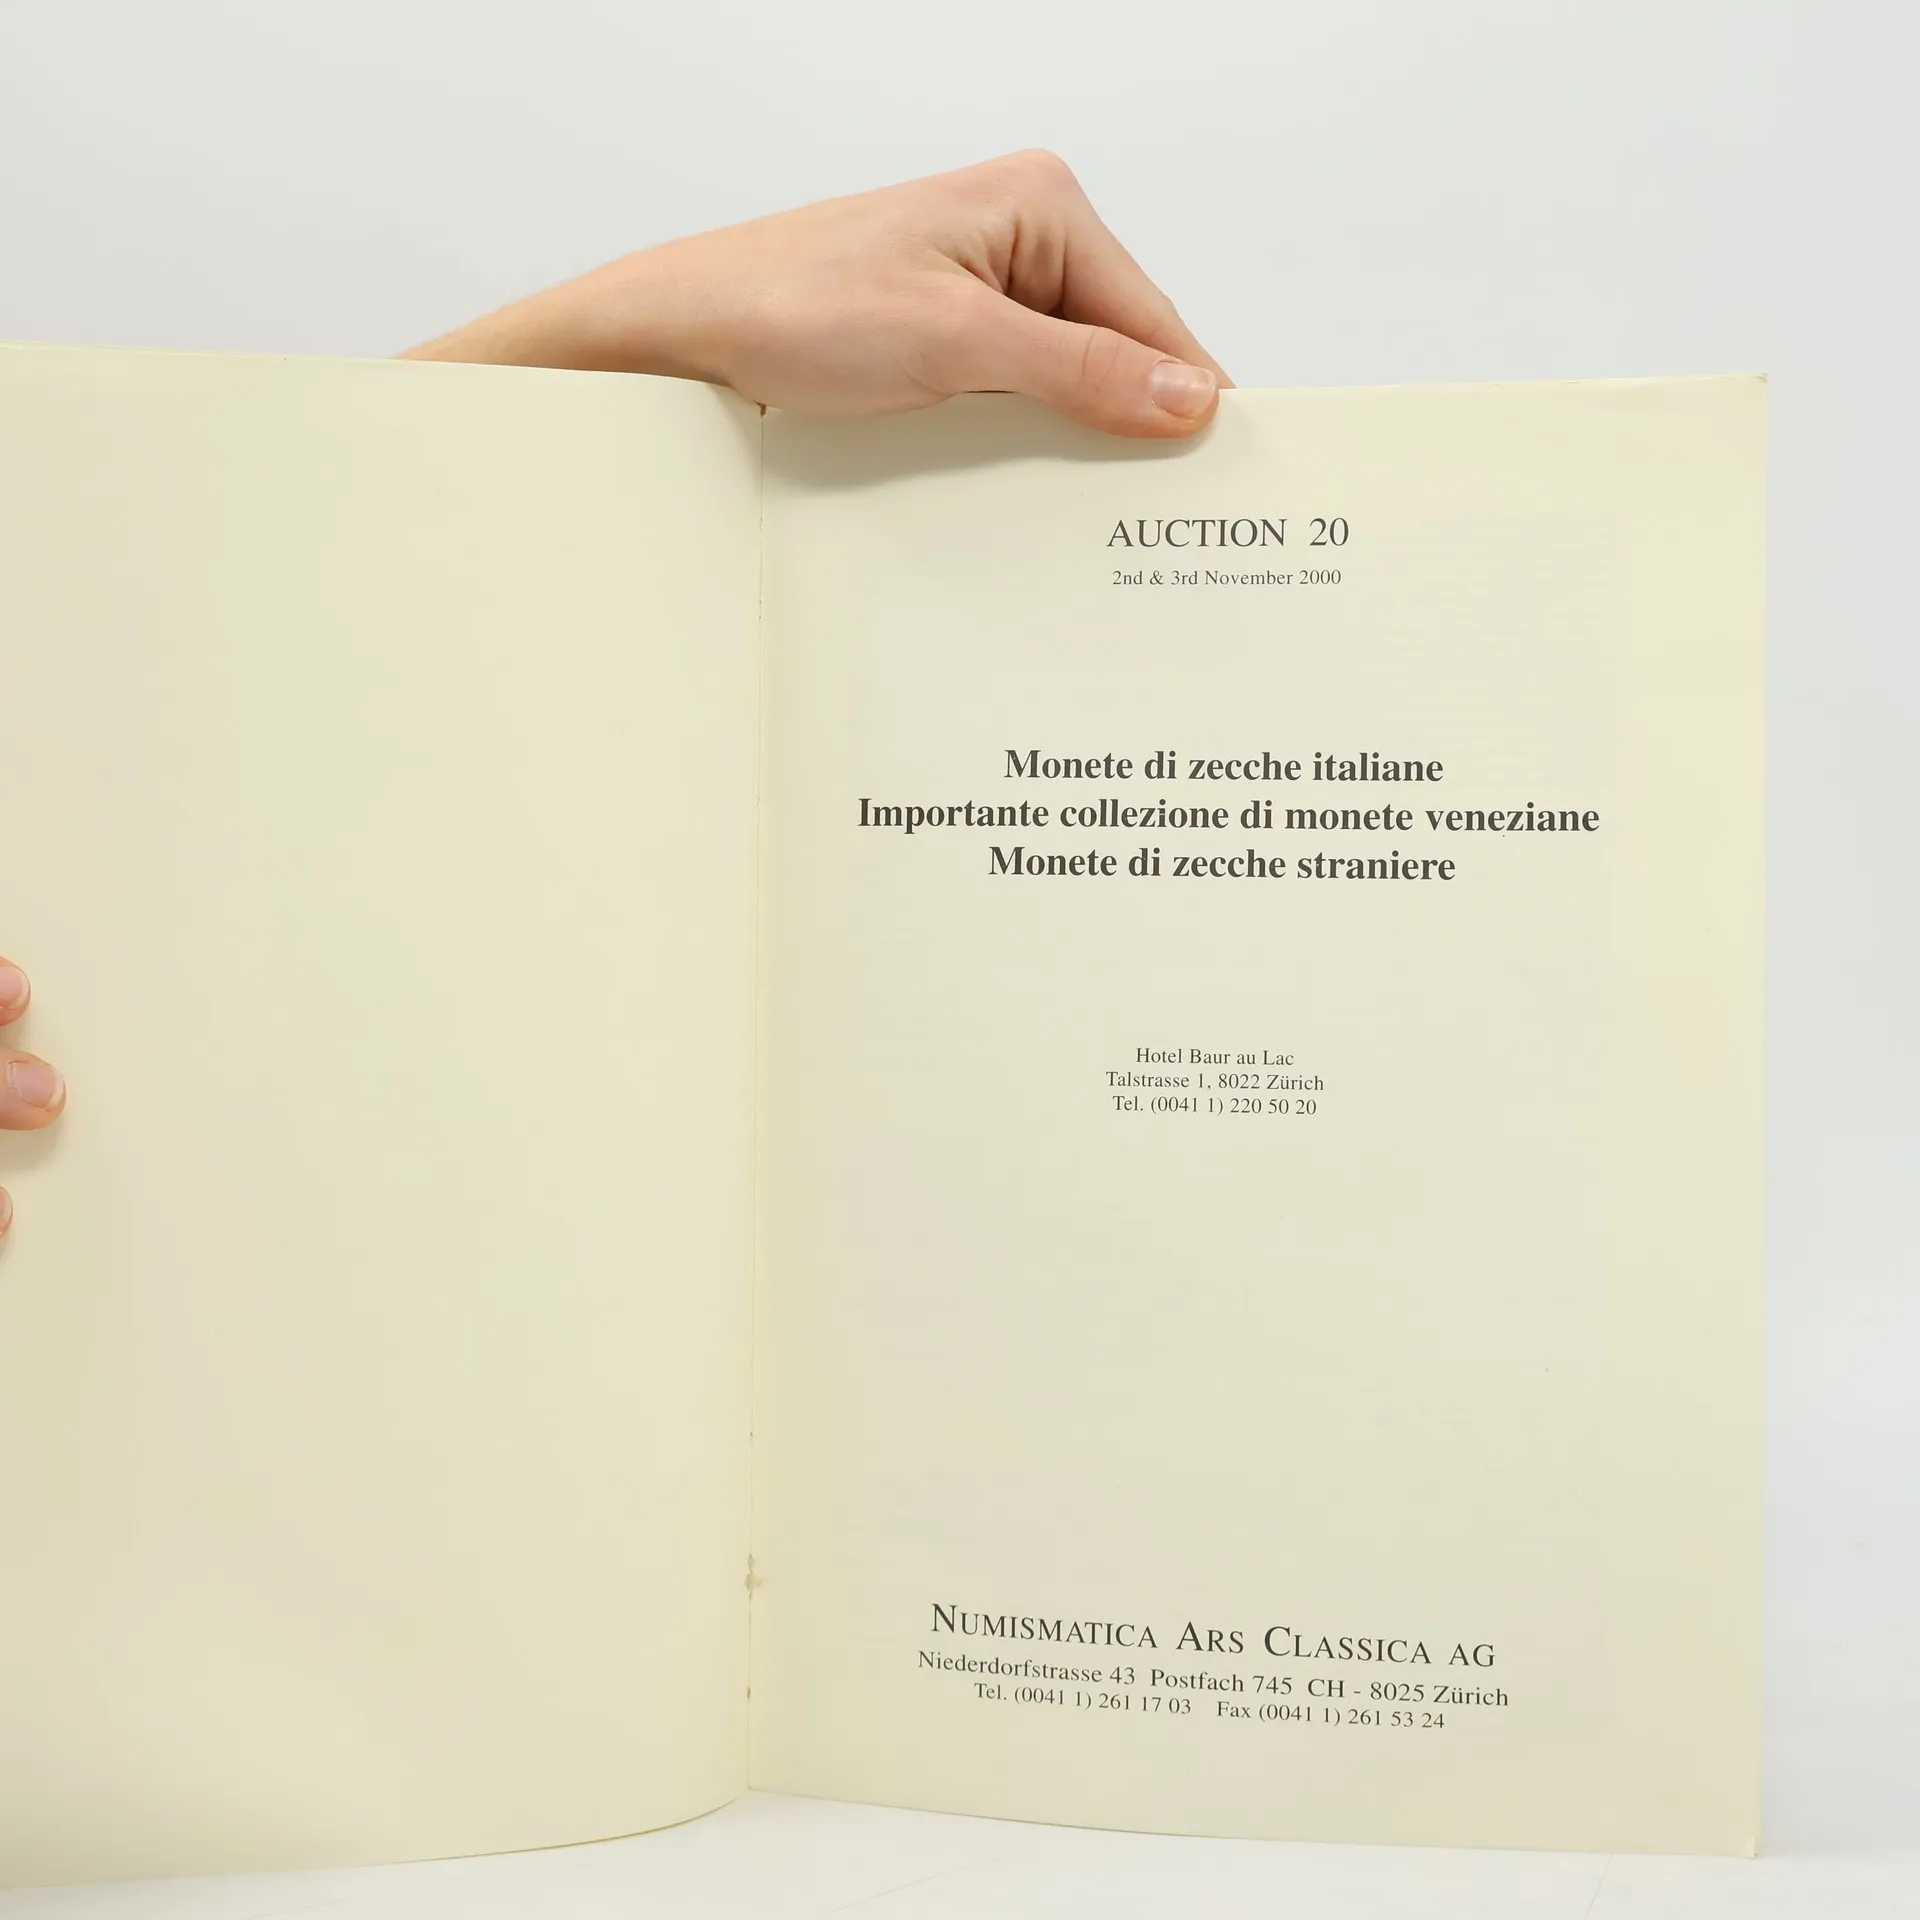 AUCTION 20
2nd & 3rd November 2000
Monete di zecche italiane
Importante collezione di monete veneziane
Monete di zecche straniere
Hotel Baur au Lac
Talstrasse 1, 8022 Zürich
Tel. (0041 1) 220 50 20
NUMISMATICA ARS CLASSICA AG
Niederdorfstrasse 43 Postfach 745 CH - 8025 Zürich
Tel. (0041 1) 261 17 03 Fax (0041 1) 261 53 24